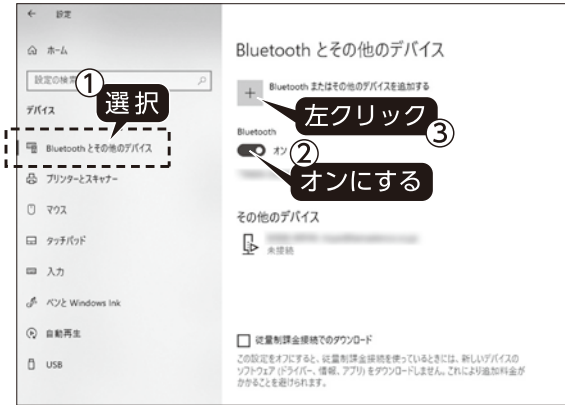 ← 設定
ホーム
設定の検索
①
選択
デバイス
Bluetooth とその他のデバイス
プリンターとスキャナー
マウス
タッチパッド
入力
ペンと Windows Ink
自動再生
USB
Bluetooth とその他のデバイス
+ Bluetooth またはその他のデバイスを追加する
左クリック
③
Bluetooth
オン
②
オンにする
その他のデバイス
未接続
従量制課金接続でのダウンロード
この設定をオフにすると、従量制課金接続を使っているときには、新しいデバイスの
ソフトウェア (ドライバー、情報、アプリ) をダウンロードしません。これにより追加料金が
かかることを避けられます。